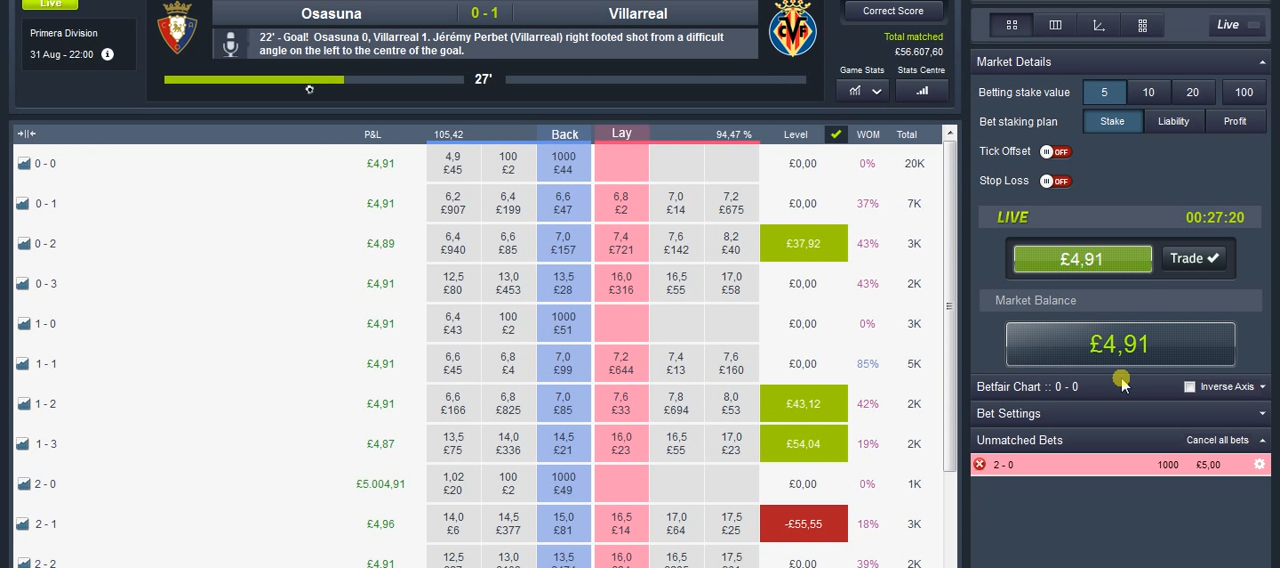 Live
Osasuna 0 - 1 Villarreal
Correct Score
Primera Division
31 Aug - 22:00
22' - Goal! Osasuna 0, Villarreal 1. Jérémy Perbet (Villarreal) right footed shot from a difficult
angle on the left to the centre of the goal.
Total matched
£56.607,60
27'
Game Stats Stats Centre
P&L 105,42 Back Lay 94,47 % Level WOM Total
0 - 0 £4,91 4,9 100 1000 £0,00 0% 20K
£45 £2 £44
0 - 1 £4,91 6,2 6,4 6,6 6,8 7,0 7,2 £0,00 37% 7K
£907 £199 £47 £2 £14 £675
0 - 2 £4,89 6,4 6,6 7,0 7,4 7,6 8,2 £37,92 43% 3K
£940 £85 £157 £721 £142 £40
0 - 3 £4,91 12,5 13,0 13,5 16,0 16,5 17,0 £0,00 43% 2K
£80 £453 £28 £316 £55 £58
1 - 0 £4,91 6,4 100 1000 £0,00 0% 3K
£43 £2 £51
1 - 1 £4,91 6,6 6,8 7,0 7,2 7,4 7,6 £0,00 85% 5K
£45 £4 £99 £644 £13 £160
1 - 2 £4,91 6,6 6,8 7,0 7,6 7,8 8,0 £43,12 42% 2K
£166 £825 £85 £33 £694 £53
1 - 3 £4,87 13,5 14,0 14,5 16,0 16,5 17,0 £54,04 19% 2K
£75 £336 £21 £23 £55 £23
2 - 0 £5.004,91 1,02 100 1000 £0,00 0% 1K
£20 £2 £49
2 - 1 £4,96 14,0 14,5 15,0 16,5 17,0 17,5 -£55,55 18% 3K
£6 £377 £81 £14 £64 £25
2 - 2 £4,91 12,5 13,0 13,5 16,0 16,5 17,5 £0,00 39% 2K
Live
Market Details
Betting stake value 5 10 20 100
Bet staking plan Stake Liability Profit
Tick Offset OFF
Stop Loss OFF
LIVE 00:27:20
£4,91 Trade
Market Balance
£4,91
Betfair Chart :: 0 - 0 Inverse Axis
Bet Settings
Unmatched Bets Cancel all bets
2 - 0 1000 £5,00